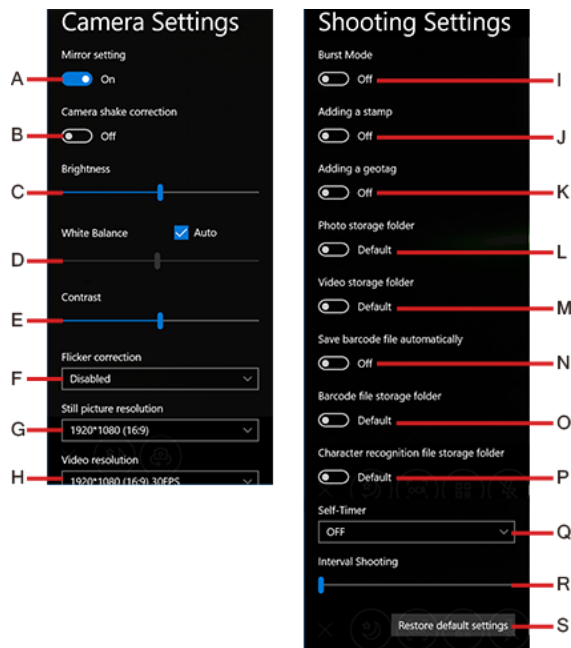 Camera Settings
Mirror setting
A
On
Camera shake correction
B
Off
Brightness
C
White Balance
Auto
D
Contrast
E
Flicker correction
F
Disabled
Still picture resolution
G
1920*1080 (16:9)
Video resolution
H
1920*1080 (16:9) 30FPS
Shooting Settings
Burst Mode
Off
I
Adding a stamp
Off
J
Adding a geotag
Off
K
Photo storage folder
Default
L
Video storage folder
Default
M
Save barcode file automatically
Off
N
Barcode file storage folder
Default
O
Character recognition file storage folder
Default
P
Self-Timer
OFF
Q
Interval Shooting
R
Restore default settings
S